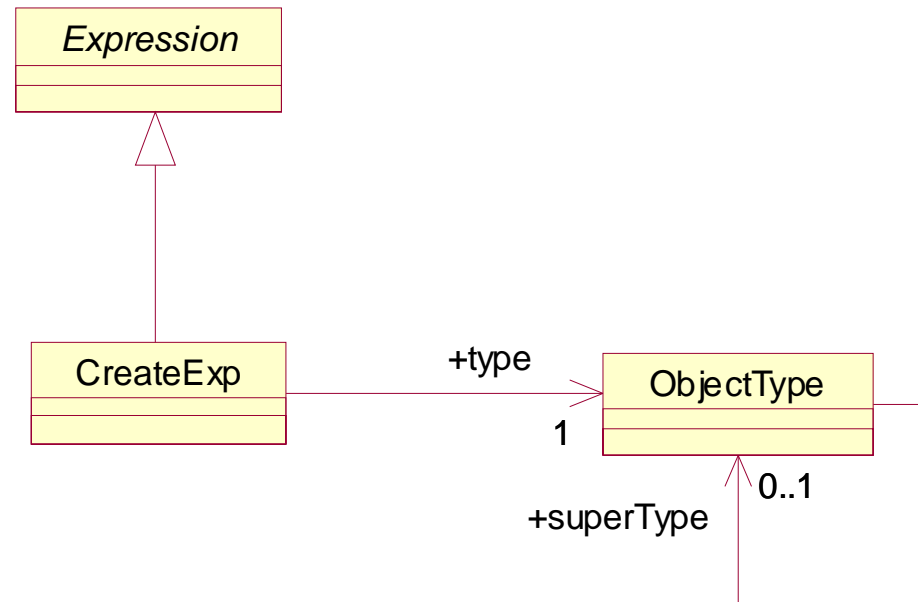 Expression
CreateExp
+type
1
ObjectType
0..1
+superType